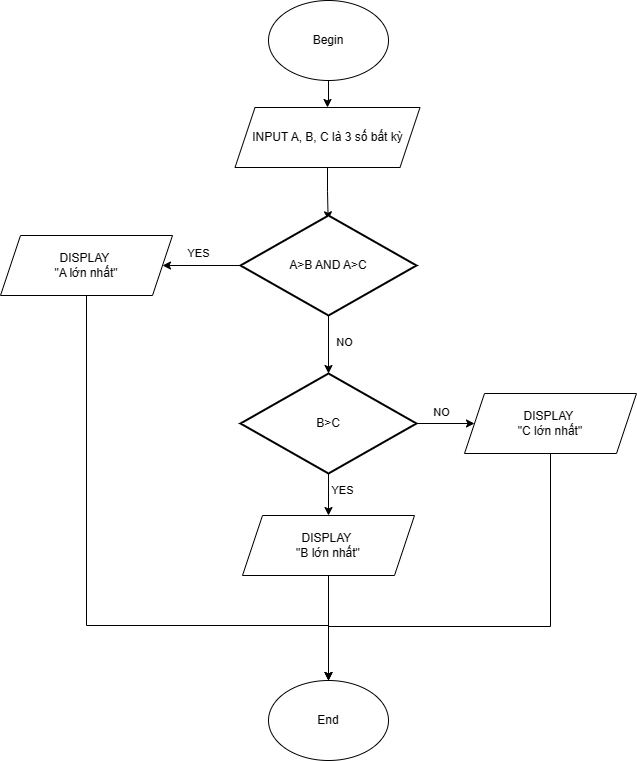 Begin
INPUT A, B, C là 3 số bất kỳ
A>B AND A>C
YES
DISPLAY
"A lớn nhất"
NO
B>C
NO
DISPLAY
"C lớn nhất"
YES
DISPLAY
"B lớn nhất"
End